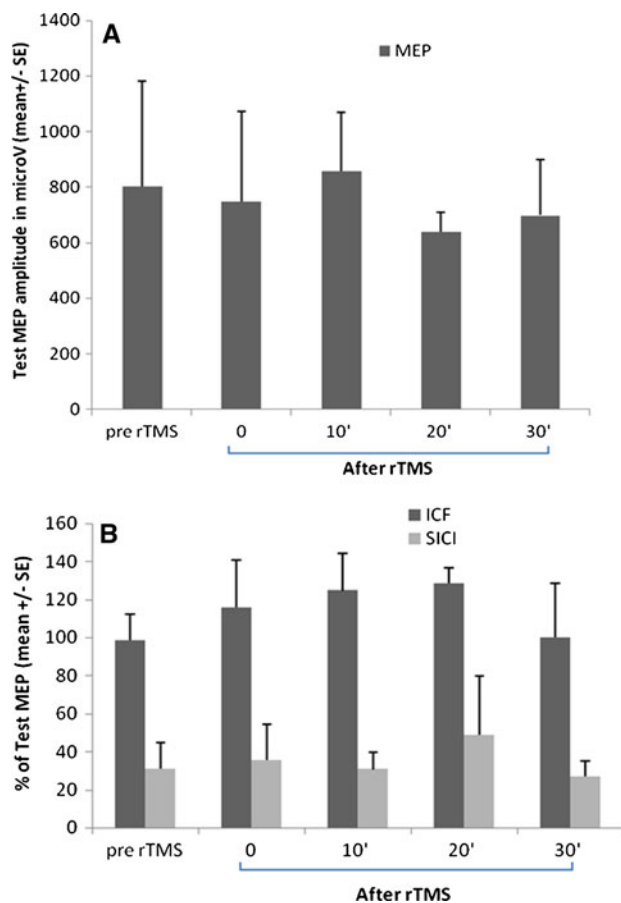 A
MEP
Test MEP amplitude in microV (mean+/- SE)
1400
1200
1000
800
600
400
200
0
pre rTMS 0 10' 20' 30'
After rTMS
B
ICF
SICI
% of Test MEP (mean +/- SE)
160
140
120
100
80
60
40
20
0
pre rTMS 0 10' 20' 30'
After rTMS